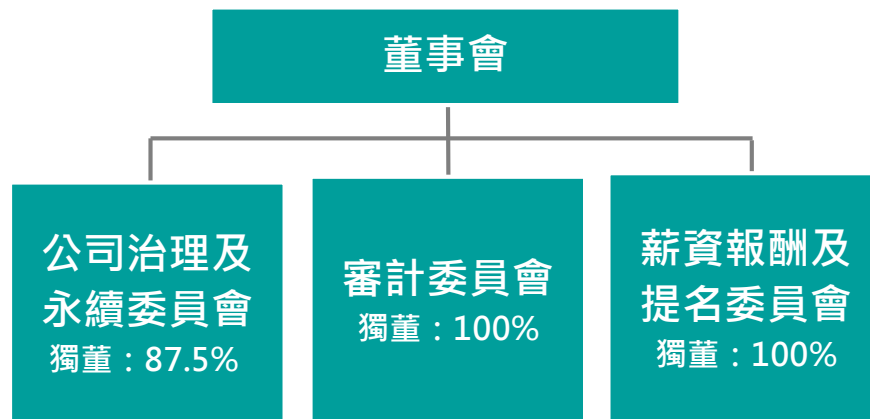 董事會
公司治理及
永續委員會
獨董：87.5%
審計委員會
獨董：100%
薪資報酬及
提名委員會
獨董：100%